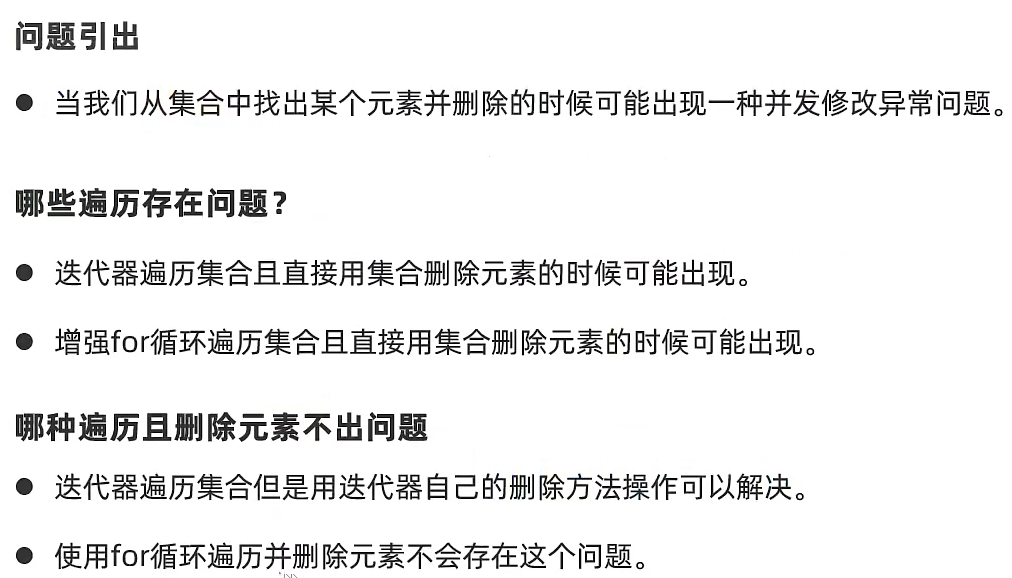 问题引出
● 当我们从集合中找出某个元素并删除的时候可能出现一种并发修改异常问题。
哪些遍历存在问题?
● 迭代器遍历集合且直接用集合删除元素的时候可能出现。
● 增强for循环遍历集合且直接用集合删除元素的时候可能出现。
哪种遍历且删除元素不出问题
● 迭代器遍历集合但是用迭代器自己的删除方法操作可以解决。
● 使用for循环遍历并删除元素不会存在这个问题。